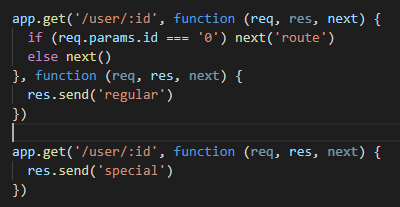 app.get('/user/:id', function (req, res, next) {
  if (req.params.id === '0') next('route')
  else next()
}, function (req, res, next) {
  res.send('regular')
})

app.get('/user/:id', function (req, res, next) {
  res.send('special')
})